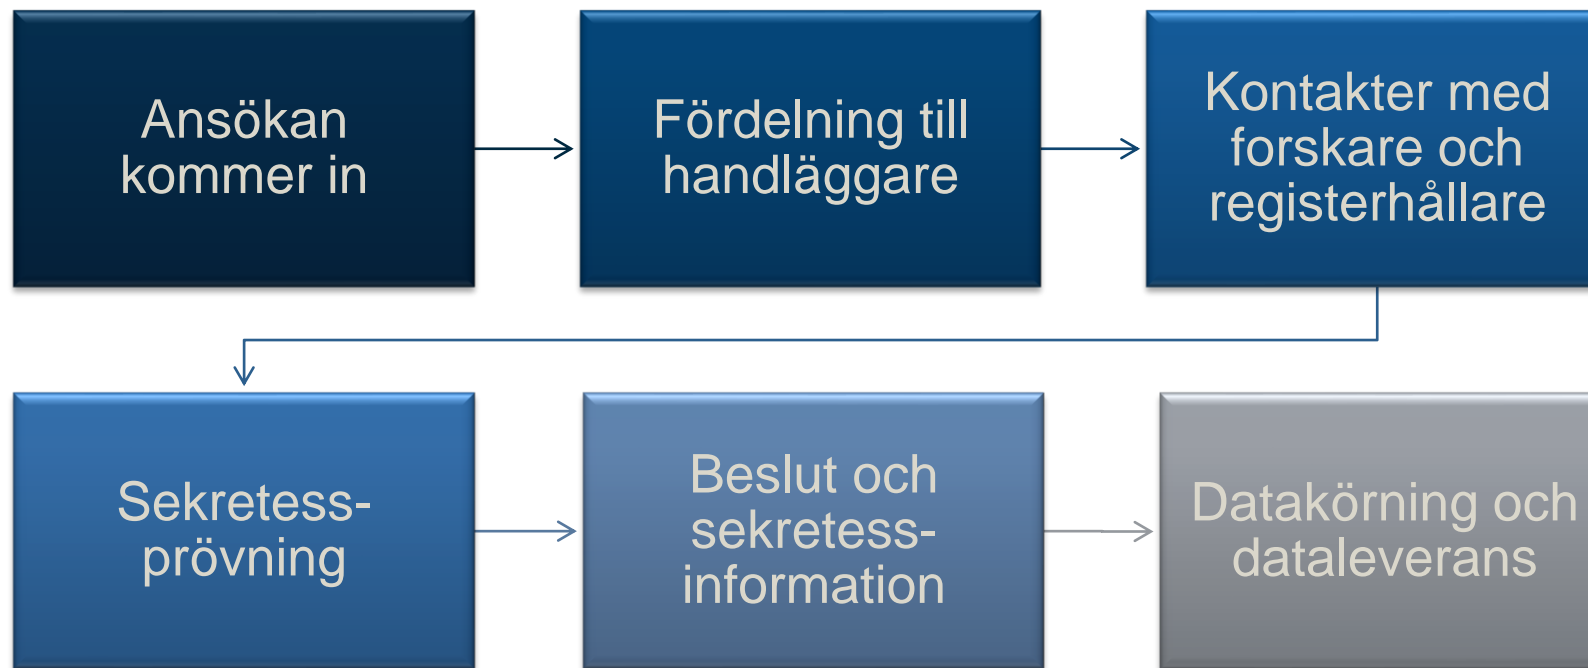 Ansökan
kommer in
Fördelning till
handläggare
Kontakter med
forskare och
registerhållare
Sekretess-
prövning
Beslut och
sekretess-
information
Datakörning och
dataleverans